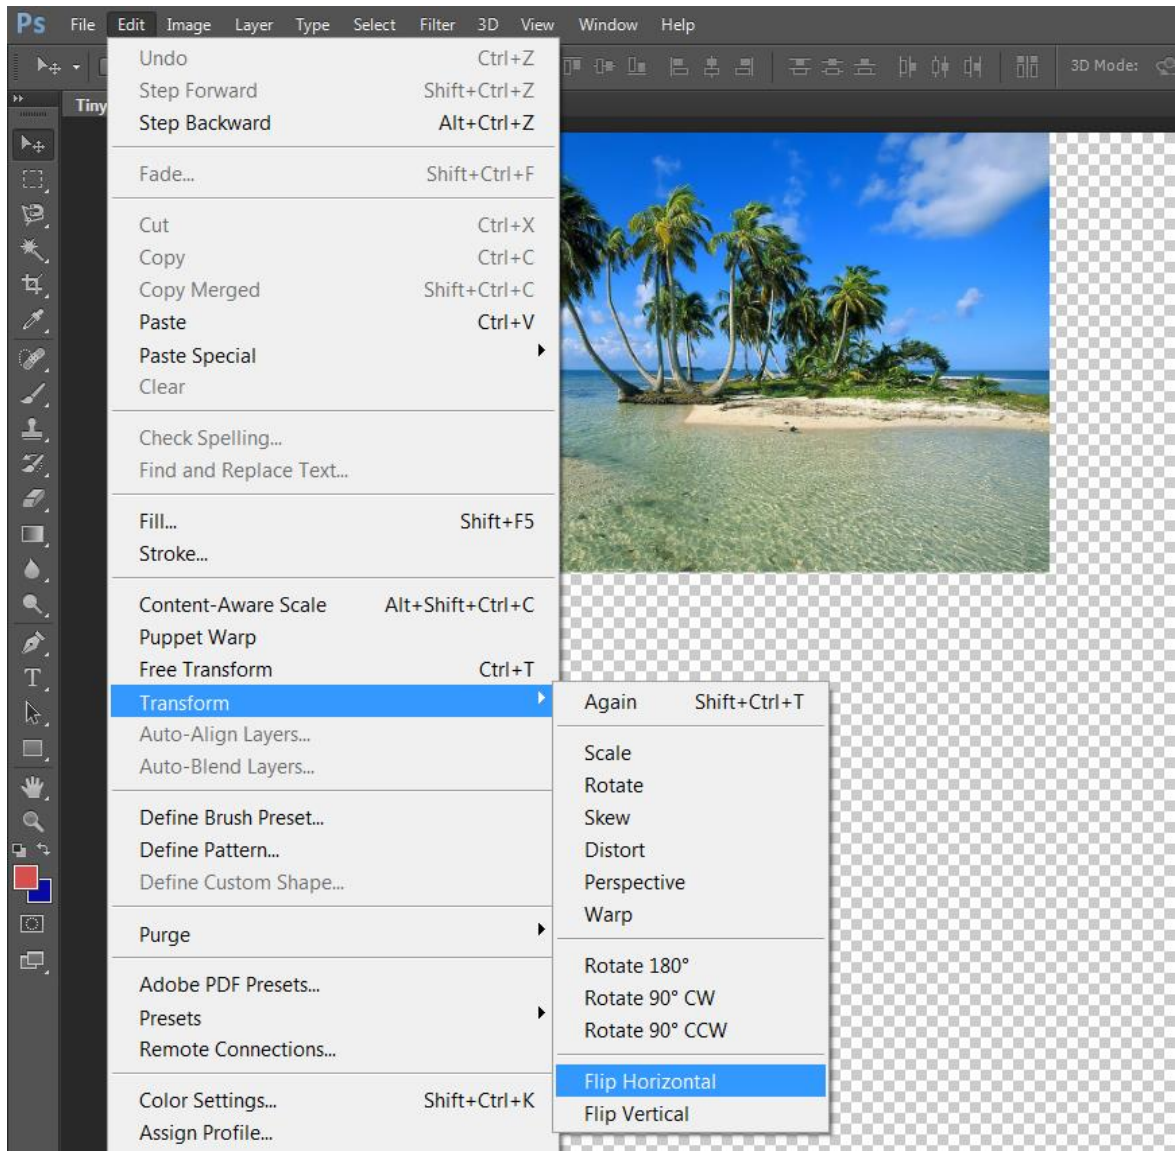 Ps File Edit Image Layer Type Select Filter 3D View Window Help
3D Mode:
Tiny
Undo Ctrl+Z
Step Forward Shift+Ctrl+Z
Step Backward Alt+Ctrl+Z
Fade... Shift+Ctrl+F
Cut Ctrl+X
Copy Ctrl+C
Copy Merged Shift+Ctrl+C
Paste Ctrl+V
Paste Special
Clear
Check Spelling...
Find and Replace Text...
Fill... Shift+F5
Stroke...
Content-Aware Scale Alt+Shift+Ctrl+C
Puppet Warp
Free Transform Ctrl+T
Transform
Auto-Align Layers...
Auto-Blend Layers...
Define Brush Preset...
Define Pattern...
Define Custom Shape...
Purge
Adobe PDF Presets...
Presets
Remote Connections...
Color Settings... Shift+Ctrl+K
Assign Profile...
Again Shift+Ctrl+T
Scale
Rotate
Skew
Distort
Perspective
Warp
Rotate 180°
Rotate 90° CW
Rotate 90° CCW
Flip Horizontal
Flip Vertical